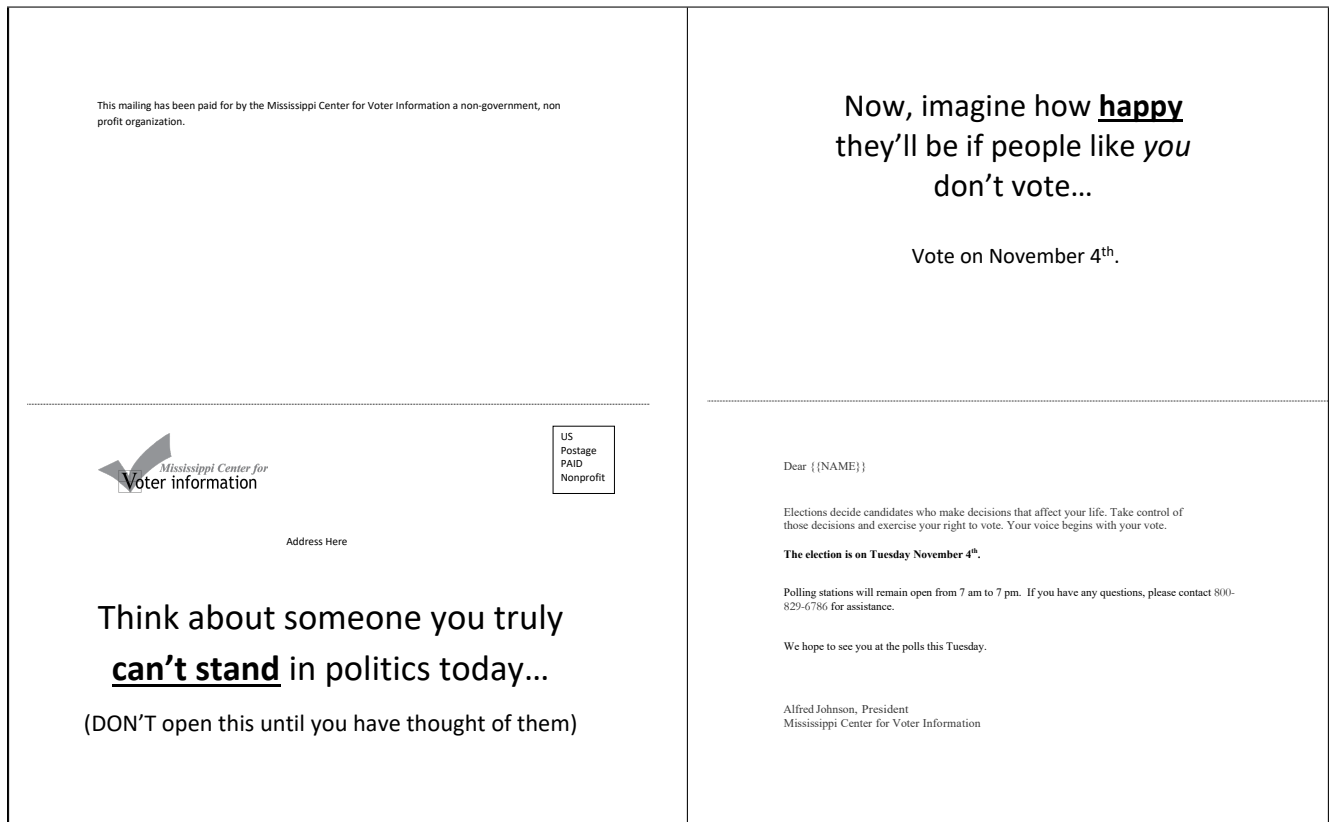 This mailing has been paid for by the Mississippi Center for Voter Information a non-government, non
profit organization.
Mississippi Center for
Voter information
US
Postage
PAID
Nonprofit
Address Here
Think about someone you truly
can’t stand in politics today…
(DON’T open this until you have thought of them)
Now, imagine how happy
they’ll be if people like you
don’t vote…
Vote on November 4th.
Dear {{NAME}}
Elections decide candidates who make decisions that affect your life. Take control of
those decisions and exercise your right to vote. Your voice begins with your vote.
The election is on Tuesday November 4th.
Polling stations will remain open from 7 am to 7 pm.  If you have any questions, please contact 800-
829-6786 for assistance.
We hope to see you at the polls this Tuesday.
Alfred Johnson, President
Mississippi Center for Voter Information